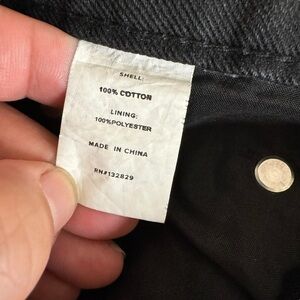 SHELL:
100% COTTON
LINING:
100%POLYESTER
MADE IN CHINA
RN#132829